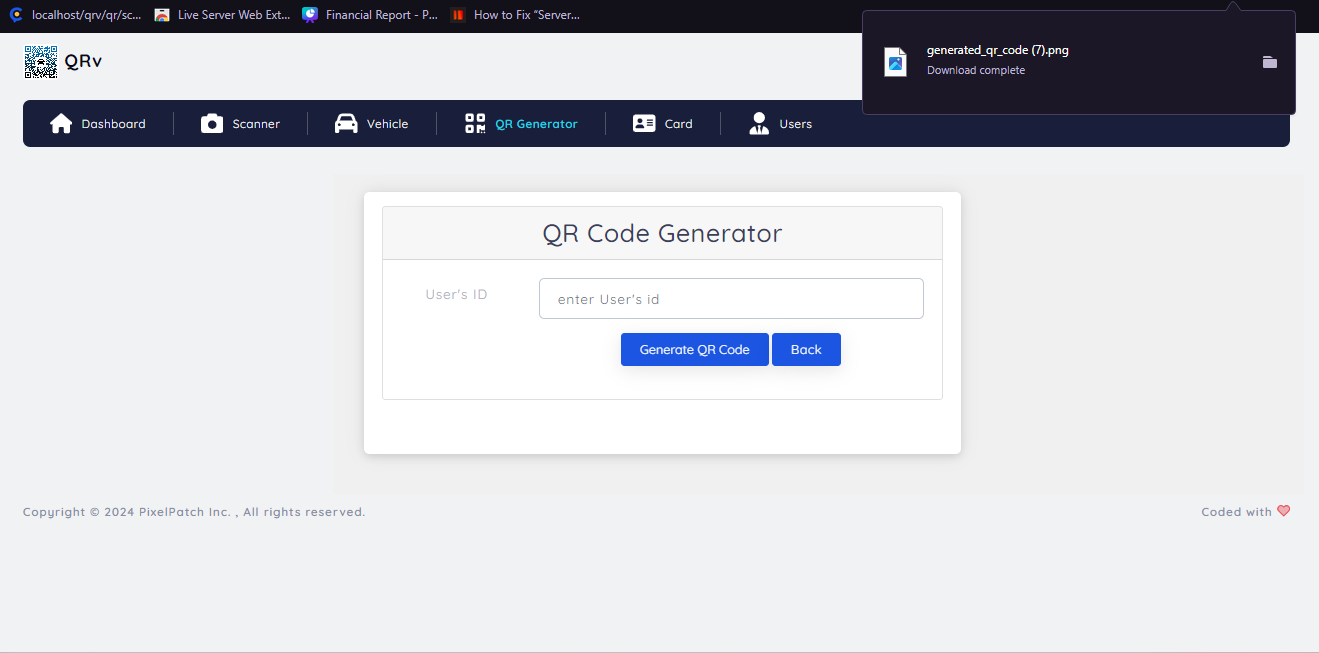 localhost/qrv/qr/sc...
Live Server Web Ext...
Financial Report - P...
How to Fix “Server...
generated_qr_code (7).png
Download complete
QRv
Dashboard
Scanner
Vehicle
QR Generator
Card
Users
QR Code Generator
User's ID
enter User's id
Generate QR Code
Back
Copyright © 2024 PixelPatch Inc. , All rights reserved.
Coded with